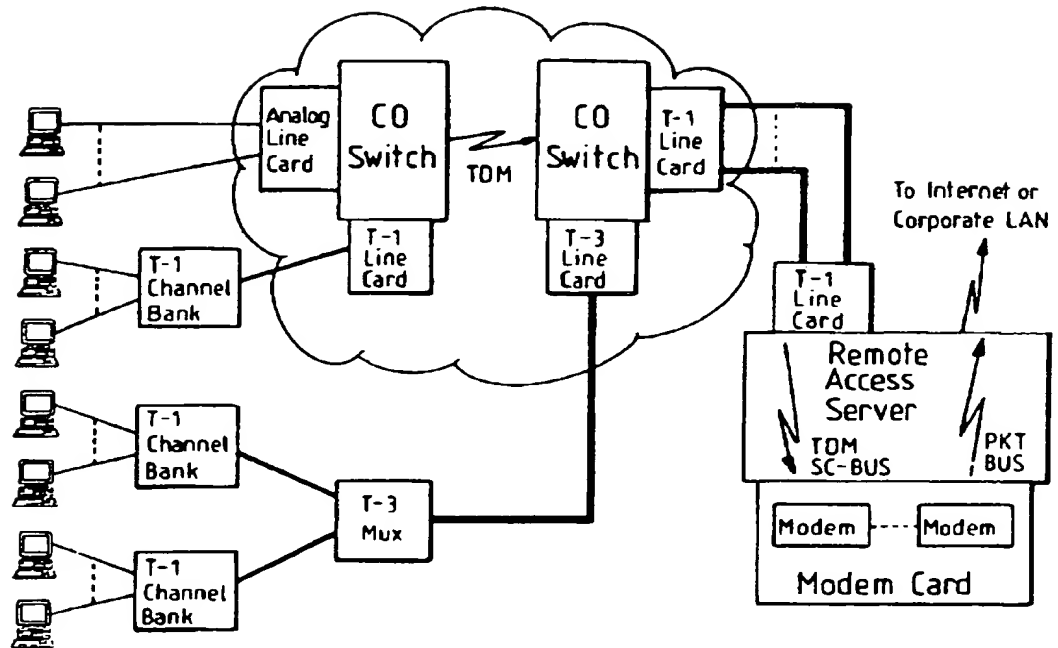 Analog
Line
Card
CO
Switch
TDM
CO
Switch
T-1
Line
Card
T-1
Line
Card
T-3
Line
Card
To Internet or
Corporate LAN
T-1
Channel
Bank
T-1
Line
Card
Remote
Access
Server
TDM
SC-BUS
PKT
BUS
T-1
Channel
Bank
T-3
Mux
Modem
Modem
Modem Card
T-1
Channel
Bank